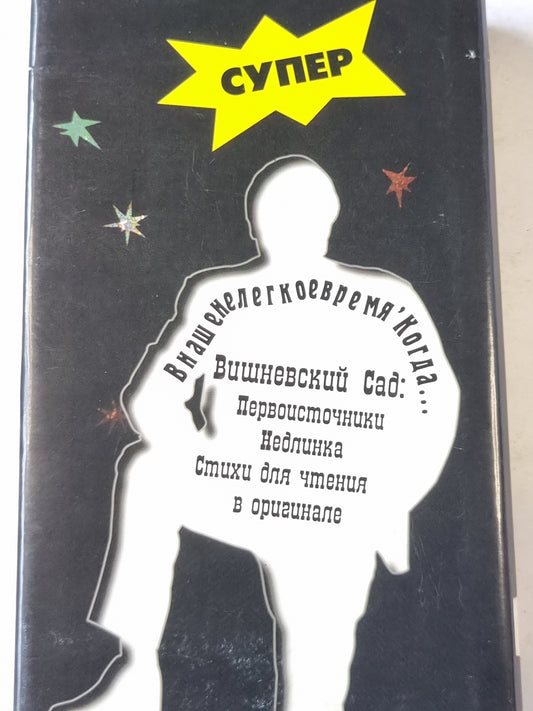 СУПЕР
Внашенелегкоевремя'Когда...
Вишневский Сад:
Первоисточники
Недлинка
Стихи для чтения
в оригинале